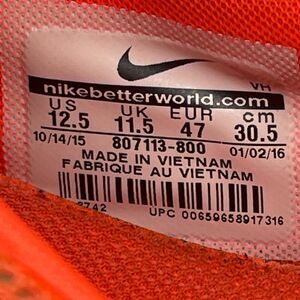 VH
nikebetterworld.com
US UK EUR cm
12.5 11.5 47 30.5
10/14/15 807113-800 01/02/16
MADE IN VIETNAM
FABRIQUE AU VIETNAM
UPC 00659658917316